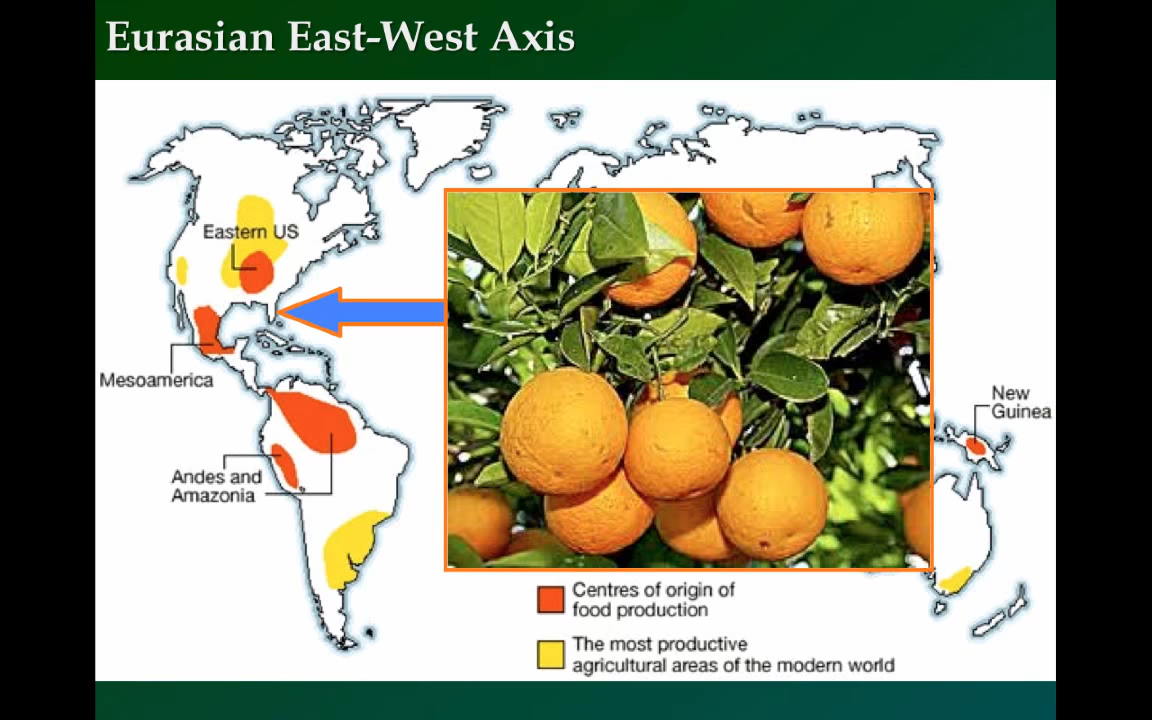 Eurasian East-West Axis
Eastern US
Mesoamerica
New
Guinea
Andes and
Amazonia
Centres of origin of
food production
The most productive
agricultural areas of the modern world